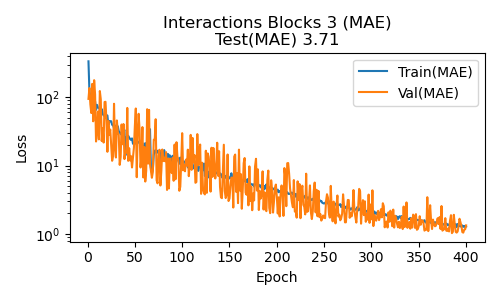 Interactions Blocks 3 (MAE)
Test(MAE) 3.71
Train(MAE)
Val(MAE)
Loss
10²
10¹
10⁰
0 50 100 150 200 250 300 350 400
Epoch